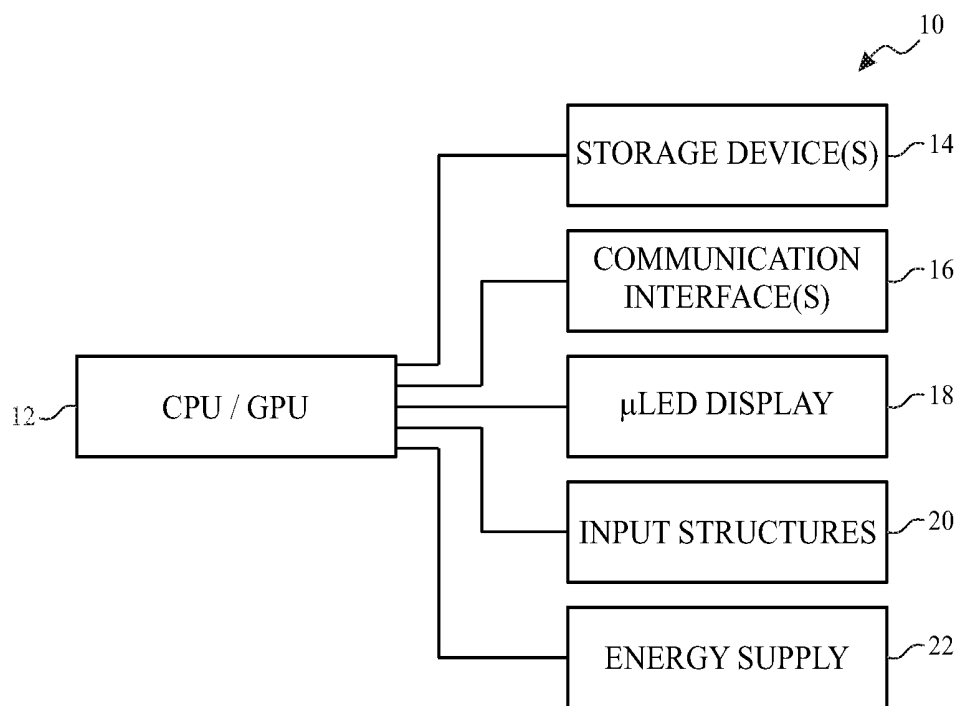 10
STORAGE DEVICE(S)
14
COMMUNICATION
INTERFACE(S)
16
12
CPU / GPU
µLED DISPLAY
18
INPUT STRUCTURES
20
ENERGY SUPPLY
22